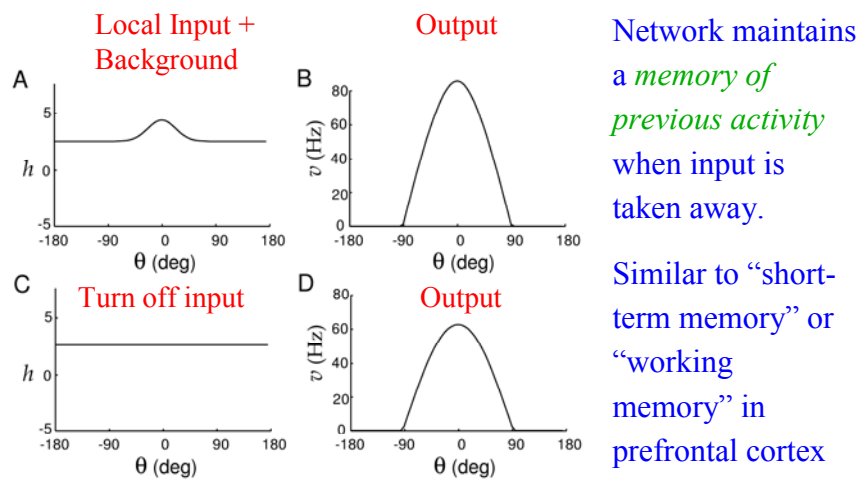 Local Input +
Background
Output
Network maintains
a memory of
previous activity
when input is
taken away.
Similar to “short-
term memory” or
“working
memory” in
prefrontal cortex
A
5
h 0
-5
-180 -90 0 90 180
θ (deg)
B
80
60
v (Hz)
40
20
0
-180 -90 0 90 180
θ (deg)
C
Turn off input
5
h 0
-5
-180 -90 0 90 180
θ (deg)
D
Output
80
60
v (Hz)
40
20
0
-180 -90 0 90 180
θ (deg)